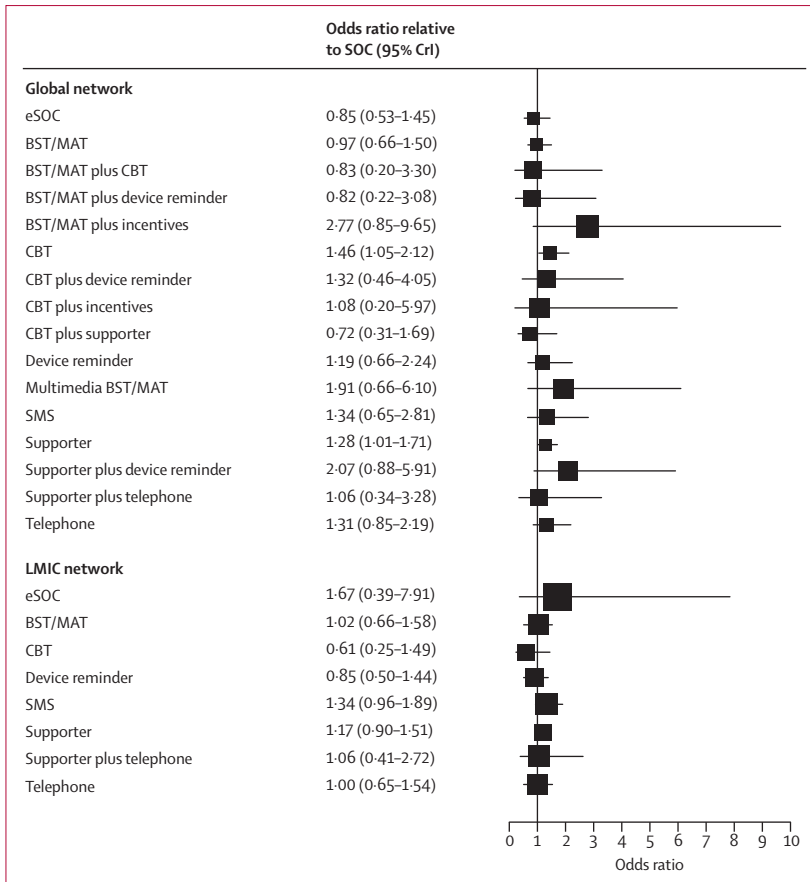 Odds ratio relative
to SOC (95% CrI)
Global network
eSOC 0·85 (0·53–1·45)
BST/MAT 0·97 (0·66–1·50)
BST/MAT plus CBT 0·83 (0·20–3·30)
BST/MAT plus device reminder 0·82 (0·22–3·08)
BST/MAT plus incentives 2·77 (0·85–9·65)
CBT 1·46 (1·05–2·12)
CBT plus device reminder 1·32 (0·46–4·05)
CBT plus incentives 1·08 (0·20–5·97)
CBT plus supporter 0·72 (0·31–1·69)
Device reminder 1·19 (0·66–2·24)
Multimedia BST/MAT 1·91 (0·66–6·10)
SMS 1·34 (0·65–2·81)
Supporter 1·28 (1·01–1·71)
Supporter plus device reminder 2·07 (0·88–5·91)
Supporter plus telephone 1·06 (0·34–3·28)
Telephone 1·31 (0·85–2·19)
LMIC network
eSOC 1·67 (0·39–7·91)
BST/MAT 1·02 (0·66–1·58)
CBT 0·61 (0·25–1·49)
Device reminder 0·85 (0·50–1·44)
SMS 1·34 (0·96–1·89)
Supporter 1·17 (0·90–1·51)
Supporter plus telephone 1·06 (0·41–2·72)
Telephone 1·00 (0·65–1·54)
0 1 2 3 4 5 6 7 8 9 10
Odds ratio